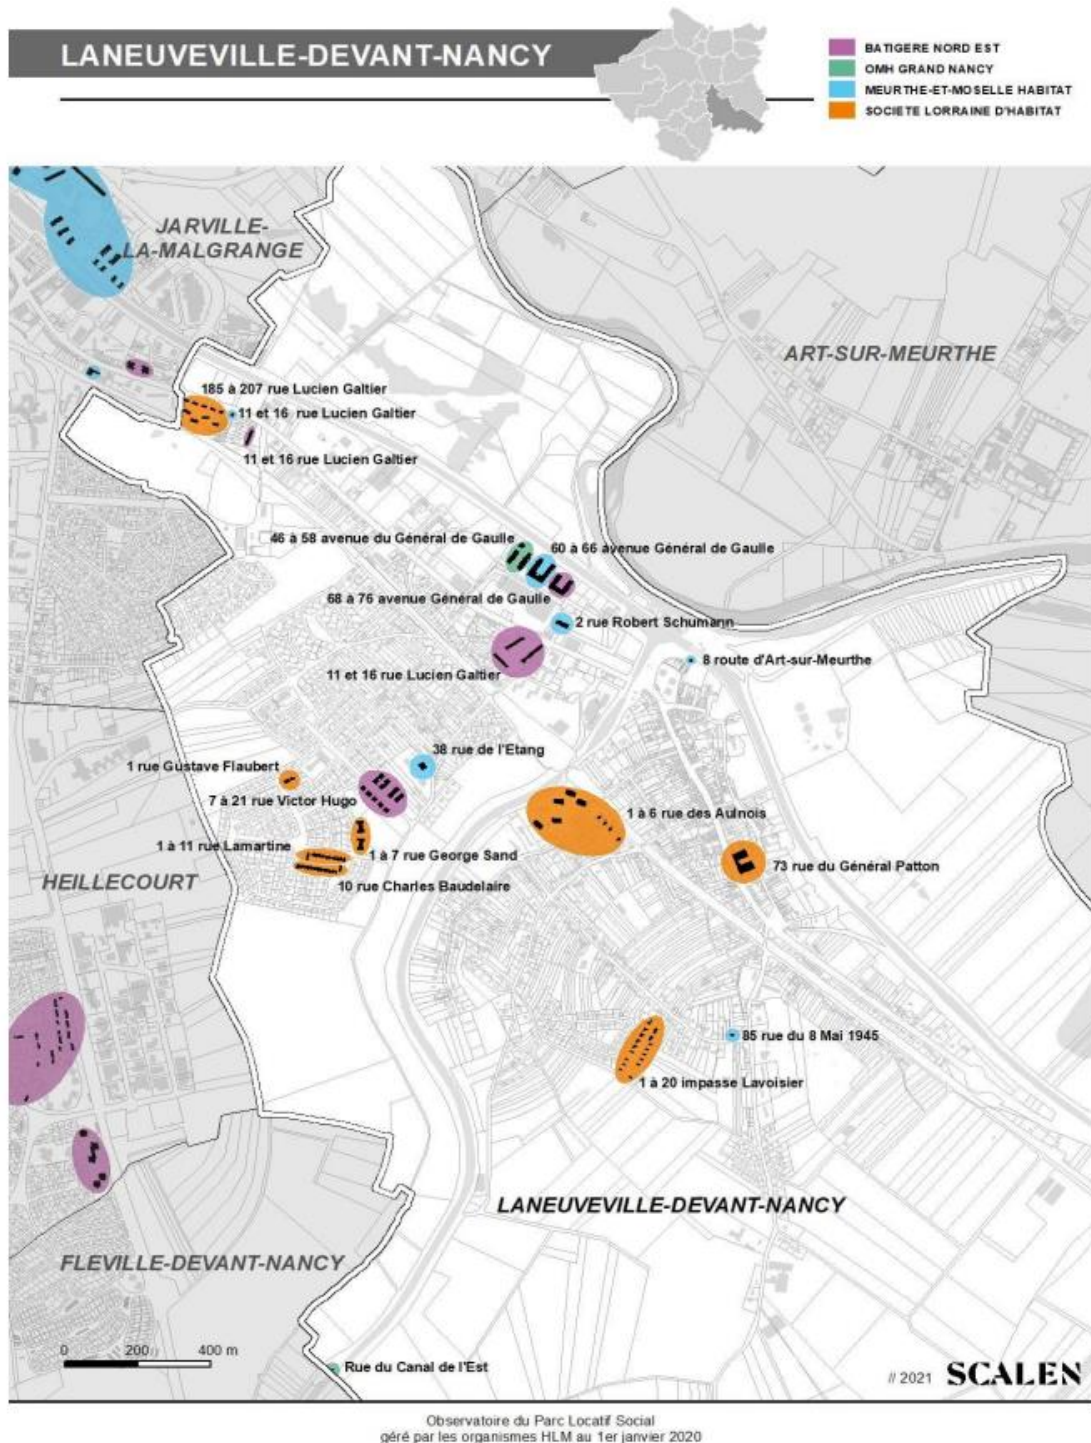 LANEUVEVILLE-DEVANT-NANCY
BATIGERE NORD EST
OMH GRAND NANCY
MEURTHE-ET-MOSELLE HABITAT
SOCIETE LORRAINE D'HABITAT
JARVILLE-
LA-MALGRANGE
ART-SUR-MEURTHE
185 à 207 rue Lucien Galtier
11 et 16 rue Lucien Galtier
11 et 16 rue Lucien Galtier
46 à 58 avenue du Général de Gaulle
60 à 66 avenue Général de Gaulle
68 à 76 avenue Général de Gaulle
2 rue Robert Schumann
8 route d'Art-sur-Meurthe
11 et 16 rue Lucien Galtier
38 rue de l'Etang
1 rue Gustave Flaubert
7 à 21 rue Victor Hugo
1 à 6 rue des Aulnois
1 à 11 rue Lamartine
1 à 7 rue George Sand
73 rue du Général Patton
HEILLECOURT
10 rue Charles Baudelaire
85 rue du 8 Mai 1945
1 à 20 impasse Lavoisier
LANEUVEVILLE-DEVANT-NANCY
FLEVILLE-DEVANT-NANCY
0 200 400 m
Rue du Canal de l'Est
// 2021 SCALEN
Observatoire du Parc Locatif Social
géré par les organismes HLM au 1er janvier 2020